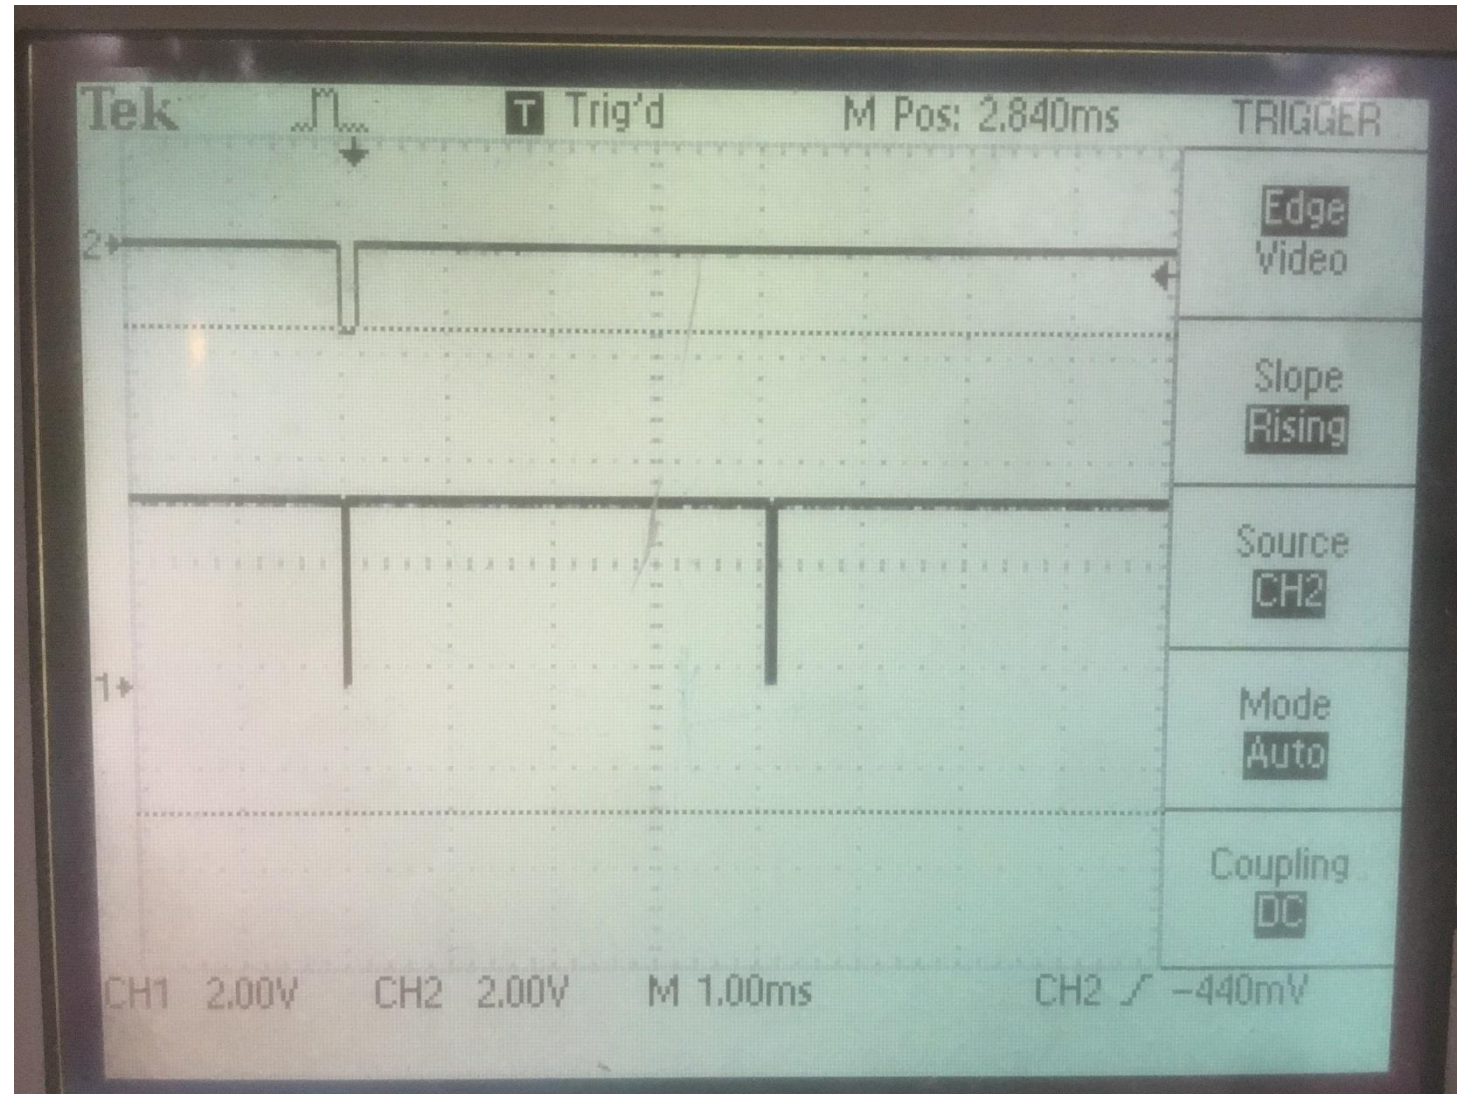 Tek T Trig'd M Pos: 2.840ms TRIGGER
Edge
Video
2
Slope
Rising
Source
CH2
1
Mode
Auto
Coupling
DC
CH1 2.00V CH2 2.00V M 1.00ms CH2 -440mV